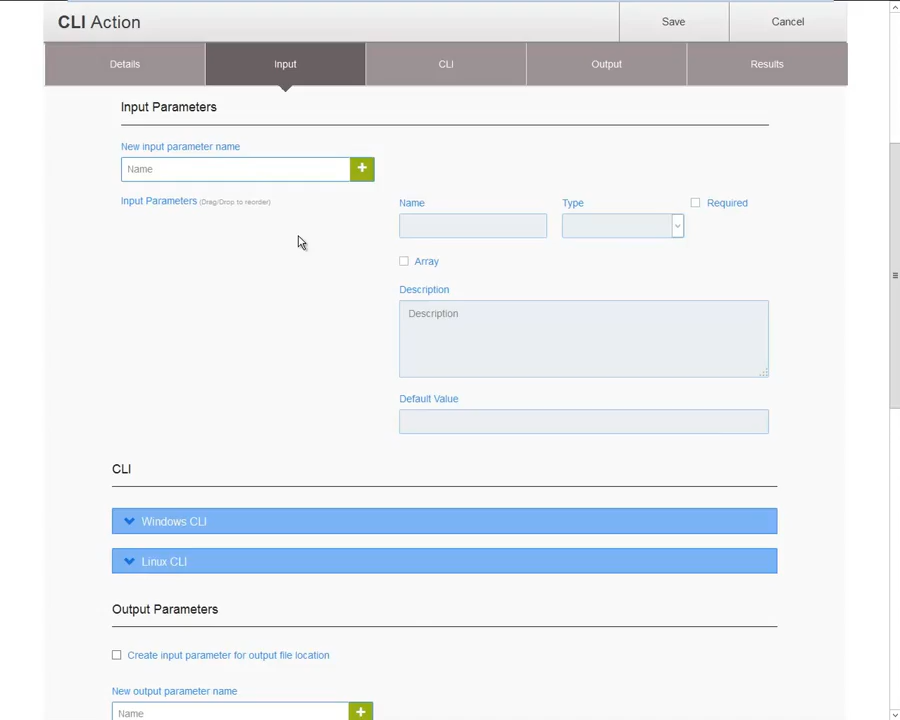 CLI Action
Save
Cancel
Details
Input
CLI
Output
Results
Input Parameters
New input parameter name
Name
Input Parameters (Drag/Drop to reorder)
Name
Type
Required
Array
Description
Description
Default Value
CLI
Windows CLI
Linux CLI
Output Parameters
Create input parameter for output file location
New output parameter name
Name